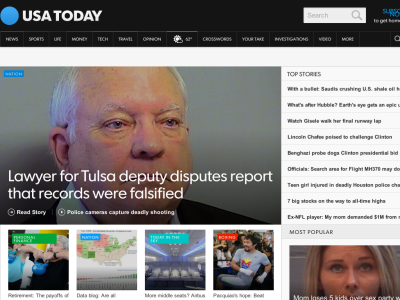 USA TODAY
Search
SUBSC
NO
to get home
NEWS SPORTS LIFE MONEY TECH TRAVEL OPINION 62° CROSSWORDS YOUR TAKE INVESTIGATIONS VIDEO MORE
NATION
Lawyer for Tulsa deputy disputes report
that records were falsified
Read Story
Police cameras capture deadly shooting
TOP STORIES
With a bullet: Saudis crushing U.S. shale oil h
What's after Hubble? Earth's eye gets an epic u
Watch Gisele walk her final runway lap
Lincoln Chafee poised to challenge Clinton
Benghazi probe dogs Clinton presidential bid
Officials: Search area for Flight MH370 may do
Teen girl injured in deadly Houston police cha
7 big stocks on the way to all-time highs
Ex-NFL player: My mom demanded $1M from s
MOST POPULAR
Mom loses 5 kids over sex party w
PERSONAL
FINANCE
Retirement: The payoffs of
NATION
Data blog: Are all
TODAY IN THE
SKY
More middle seats? Airbus
BOXING
Pacquiao's hope: Beat